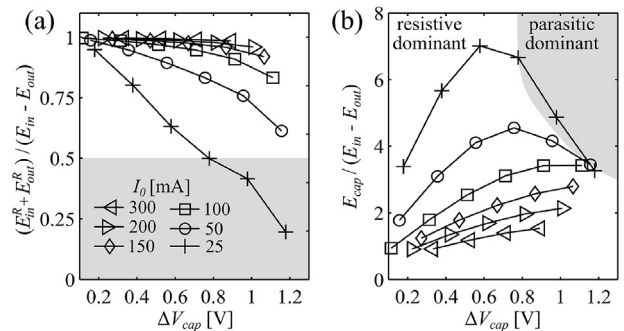 (a)
(E_in^R + E_out^R) / (E_in - E_out)
1
0.75
0.5
0.25
0
I_0 [mA]
300
200
150
100
50
25
0.2 0.4 0.6 0.8 1 1.2
ΔV_cap [V]
(b)
E_cap / (E_in - E_out)
8
6
4
2
0
resistive
dominant
parasitic
dominant
0.2 0.4 0.6 0.8 1 1.2
ΔV_cap [V]